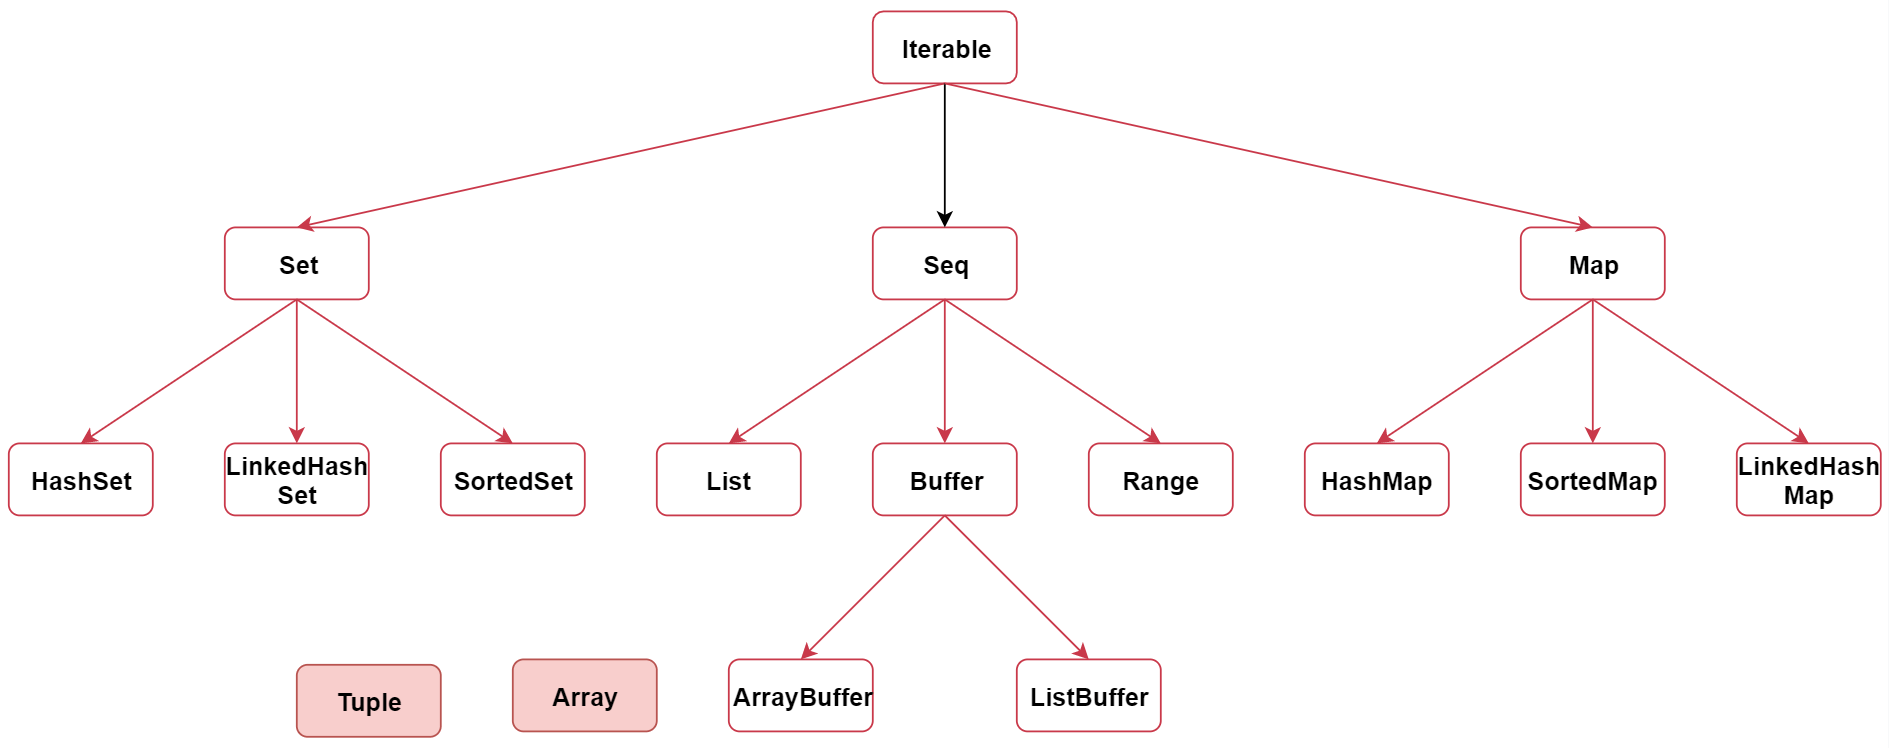 Iterable
Set
Seq
Map
HashSet
LinkedHash
Set
SortedSet
List
Buffer
Range
HashMap
SortedMap
LinkedHash
Map
Tuple
Array
ArrayBuffer
ListBuffer